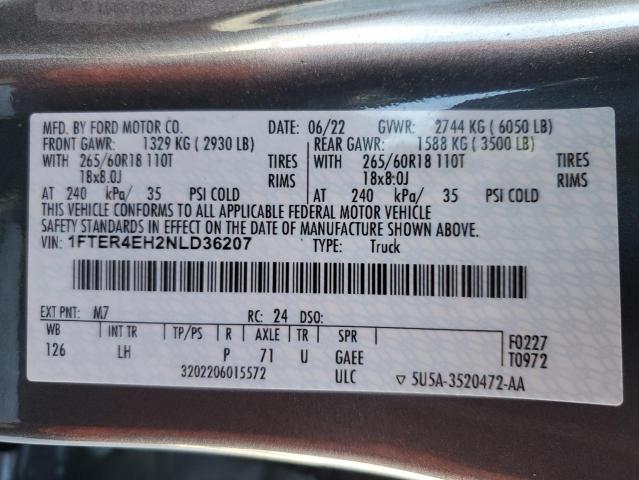 MFD. BY FORD MOTOR CO. DATE: 06/22 GVWR: 2744 KG ( 6050 LB)
FRONT GAWR: 1329 KG ( 2930 LB) REAR GAWR: 1588 KG ( 3500 LB)
WITH 265/60R18 110T TIRES WITH 265/60R18 110T TIRES
18x8.0J RIMS 18x8.0J RIMS
AT 240 kPa/ 35 PSI COLD AT 240 kPa/ 35 PSI COLD
THIS VEHICLE CONFORMS TO ALL APPLICABLE FEDERAL MOTOR VEHICLE
SAFETY STANDARDS IN EFFECT ON THE DATE OF MANUFACTURE SHOWN ABOVE.
VIN: 1FTER4EH2NLD36207 TYPE: Truck
EXT PNT: M7 RC: 24 DSO:
WB INT TR TP/PS R AXLE TR SPR F0227
126 LH P 71 U GAEE T0972
3202206015572 ULC ▽ 5U5A-3520472-AA